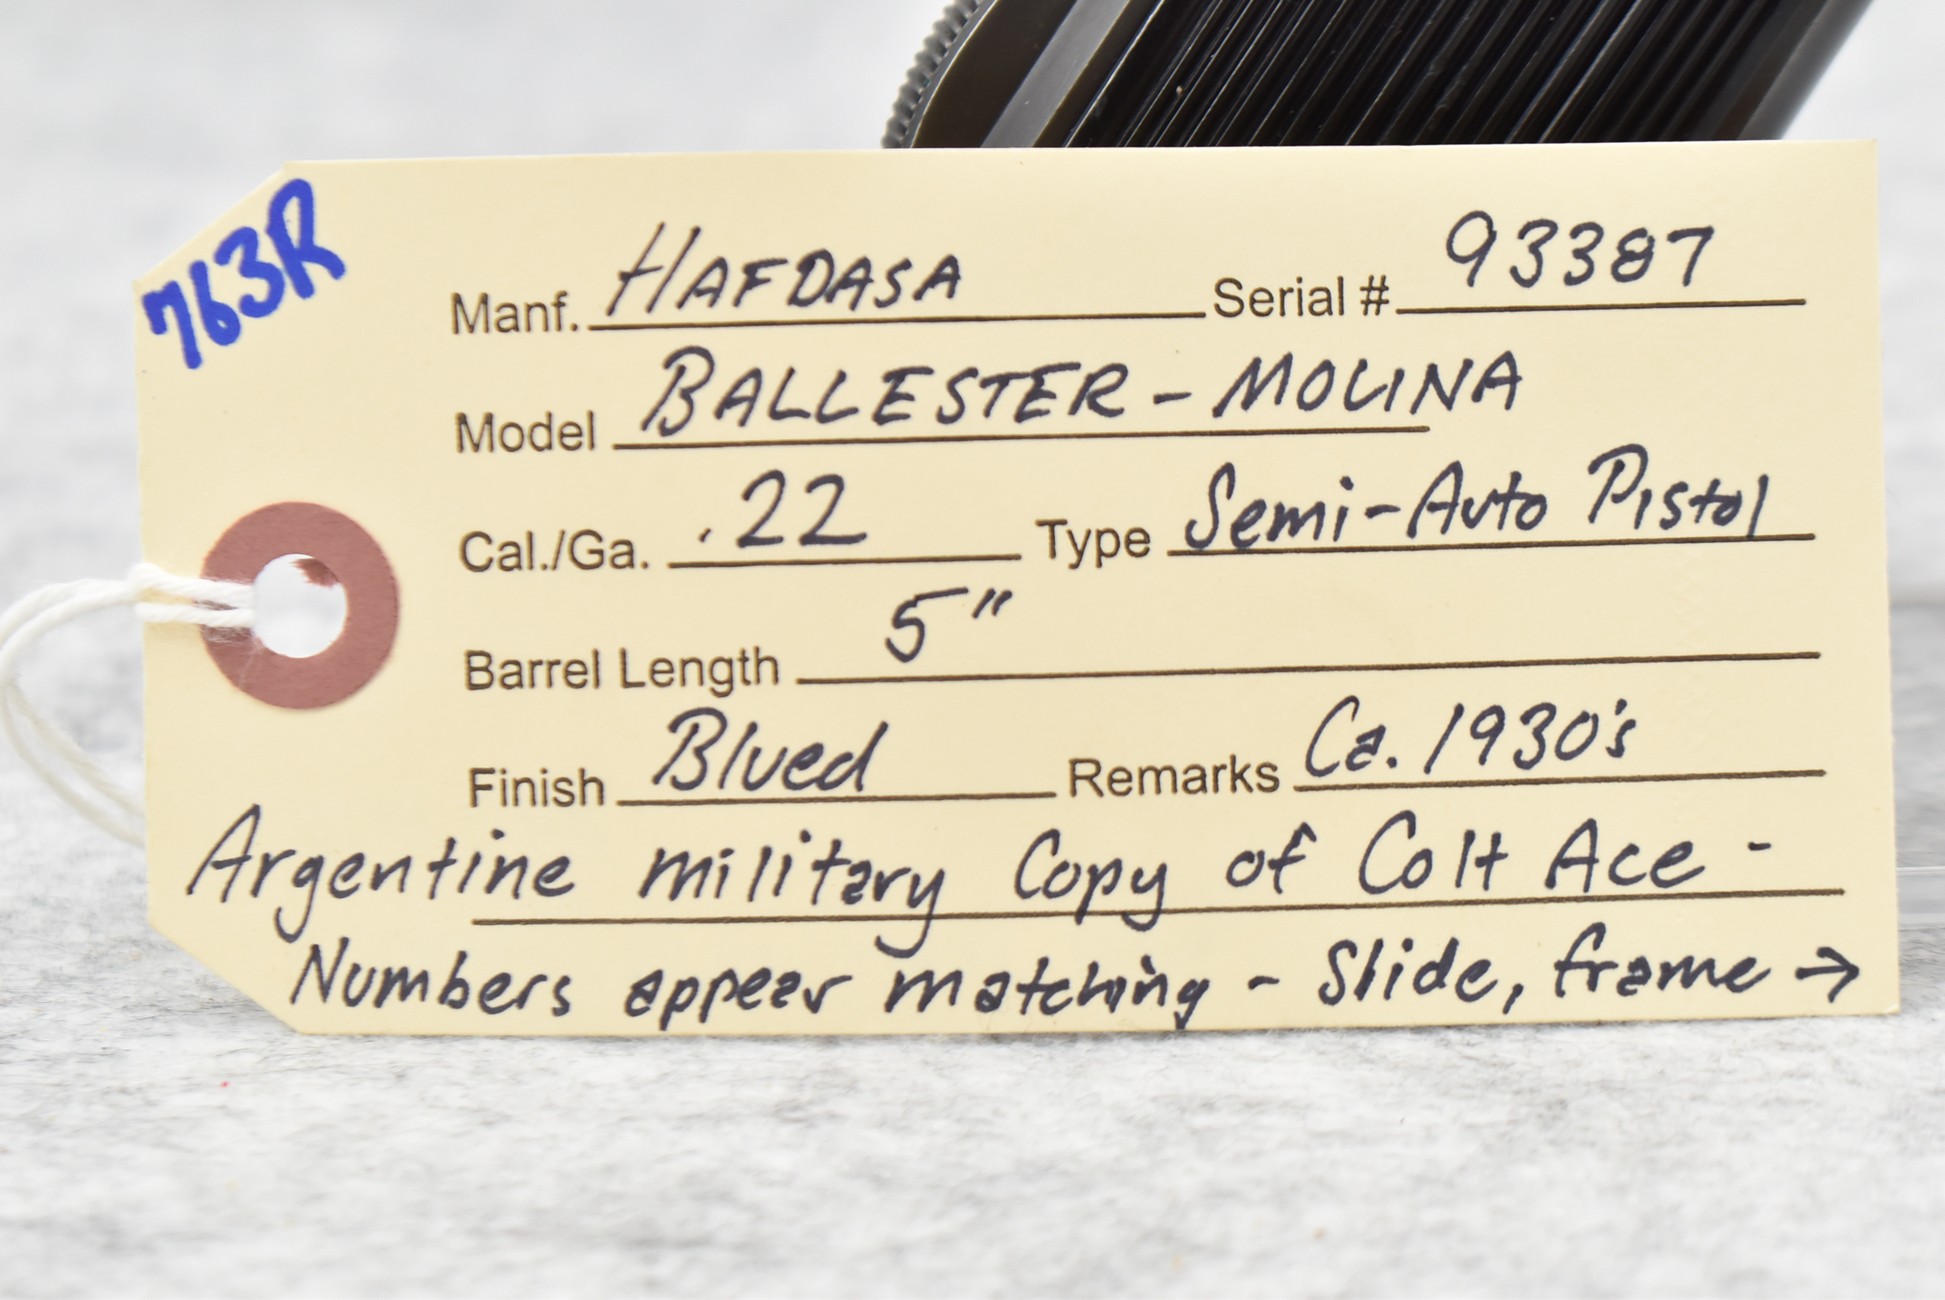 763R
Manf. HAFDASA Serial # 93387
Model BALLESTER-MOLINA
Cal./Ga. .22 Type Semi-Auto Pistol
Barrel Length 5"
Finish Blued Remarks Ca. 1930's
Argentine military Copy of Colt Ace -
Numbers appear matching - Slide, frame →